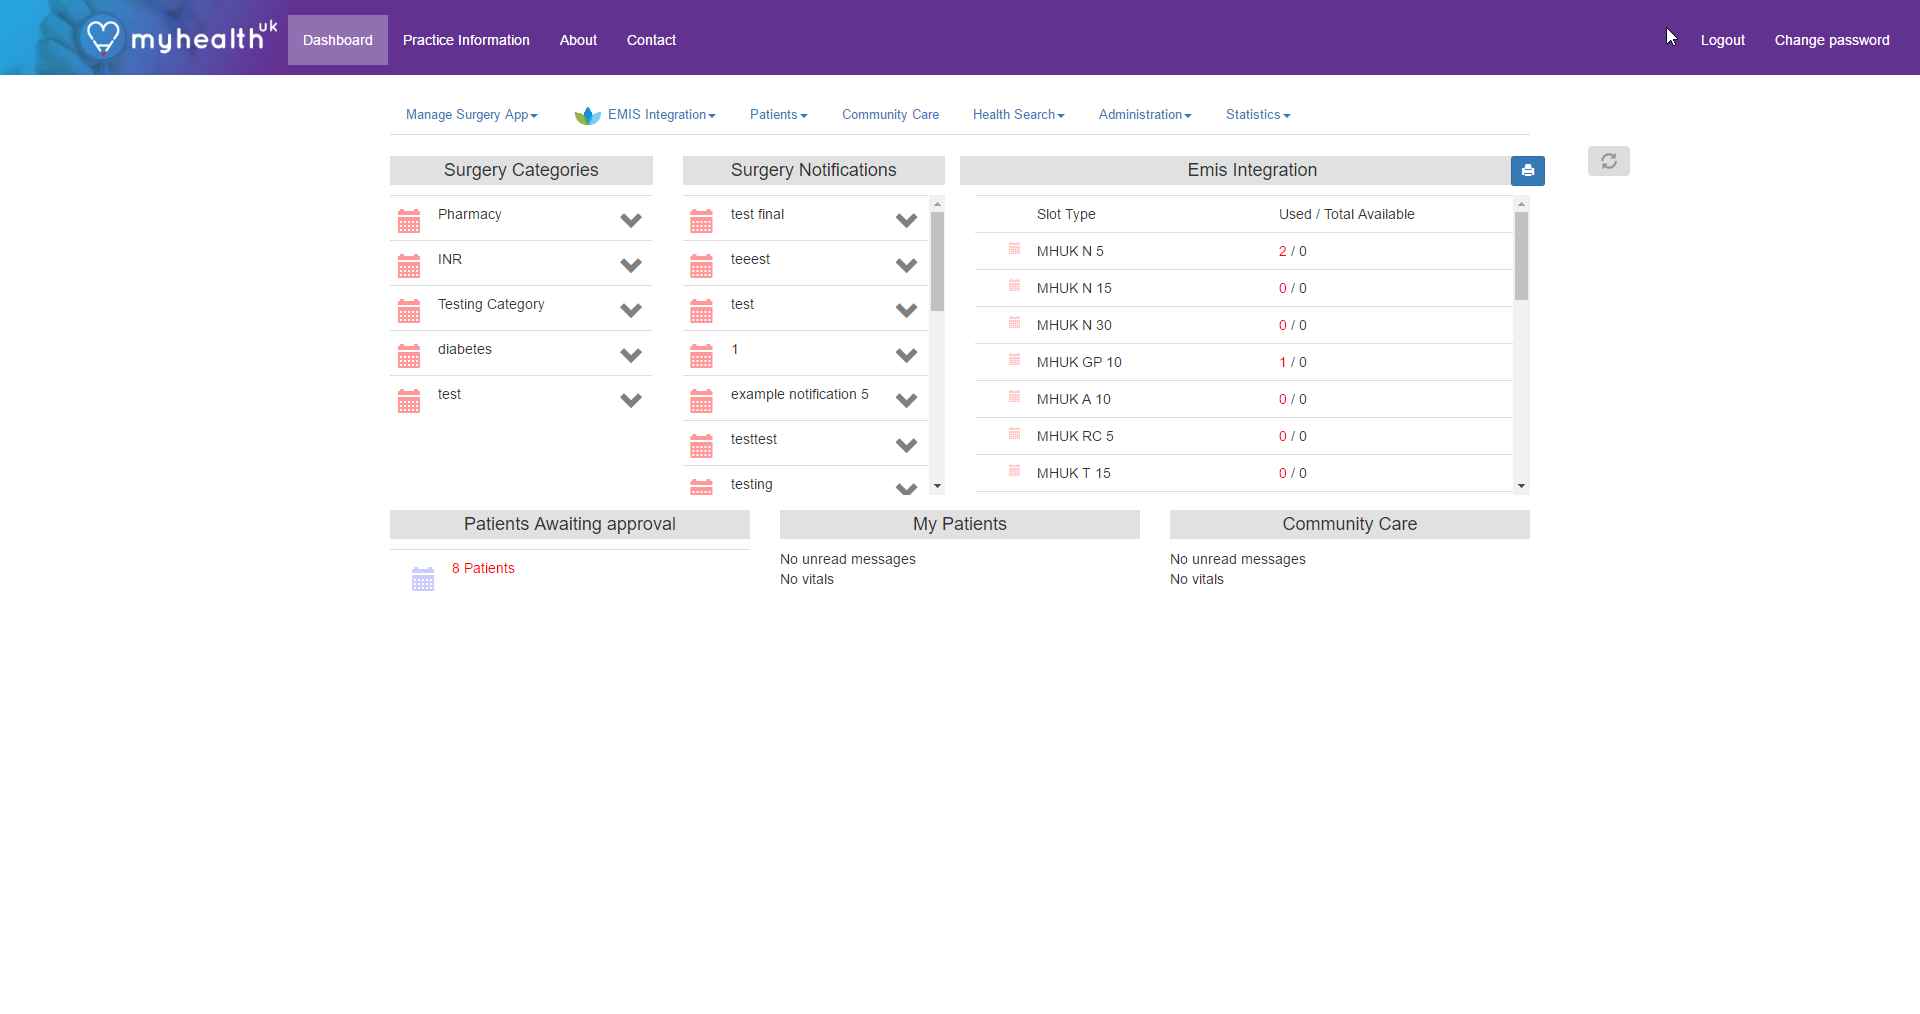 myhealth uk
Dashboard Practice Information About Contact Logout Change password
Manage Surgery App EMIS Integration Patients Community Care Health Search Administration Statistics
Surgery Categories
Pharmacy
INR
Testing Category
diabetes
test
Surgery Notifications
test final
teeest
test
1
example notification 5
testtest
testing
Emis Integration
Slot Type Used / Total Available
MHUK N 5 2 / 0
MHUK N 15 0 / 0
MHUK N 30 0 / 0
MHUK GP 10 1 / 0
MHUK A 10 0 / 0
MHUK RC 5 0 / 0
MHUK T 15 0 / 0
Patients Awaiting approval
8 Patients
My Patients
No unread messages
No vitals
Community Care
No unread messages
No vitals